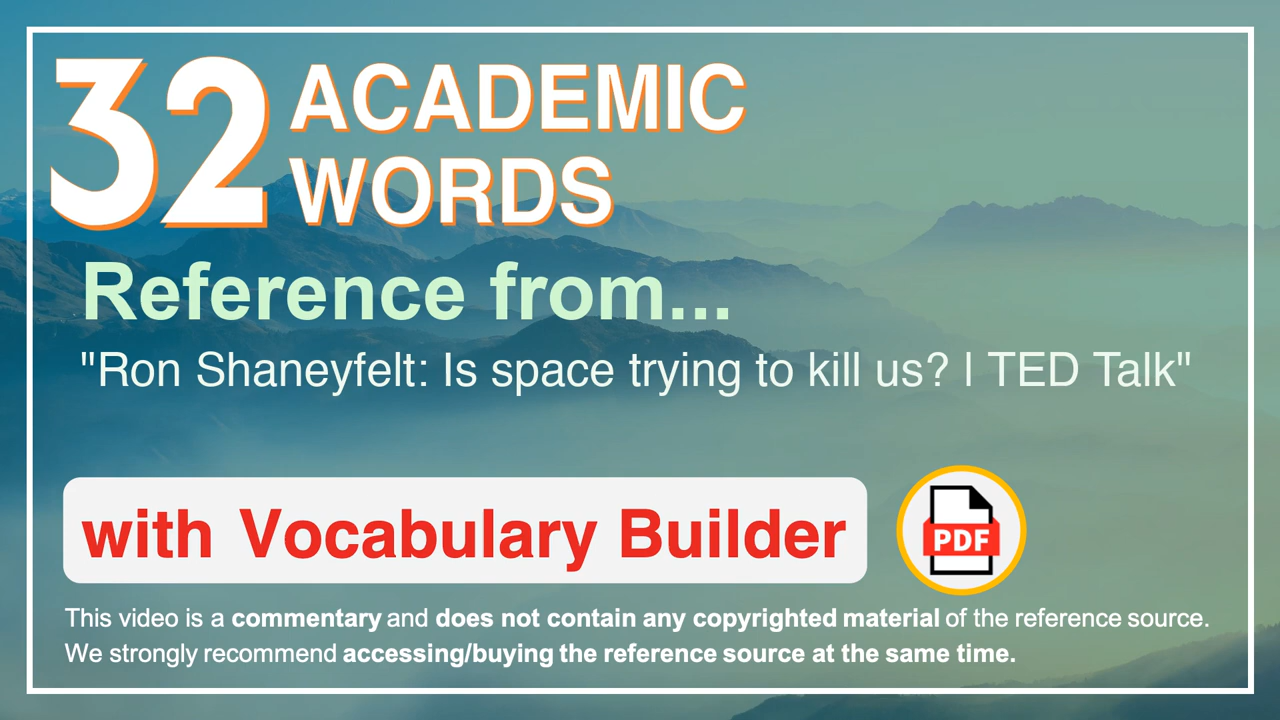 32 ACADEMIC
WORDS
Reference from...
"Ron Shaneyfelt: Is space trying to kill us? | TED Talk"
with Vocabulary Builder
PDF
This video is a commentary and does not contain any copyrighted material of the reference source.
We strongly recommend accessing/buying the reference source at the same time.